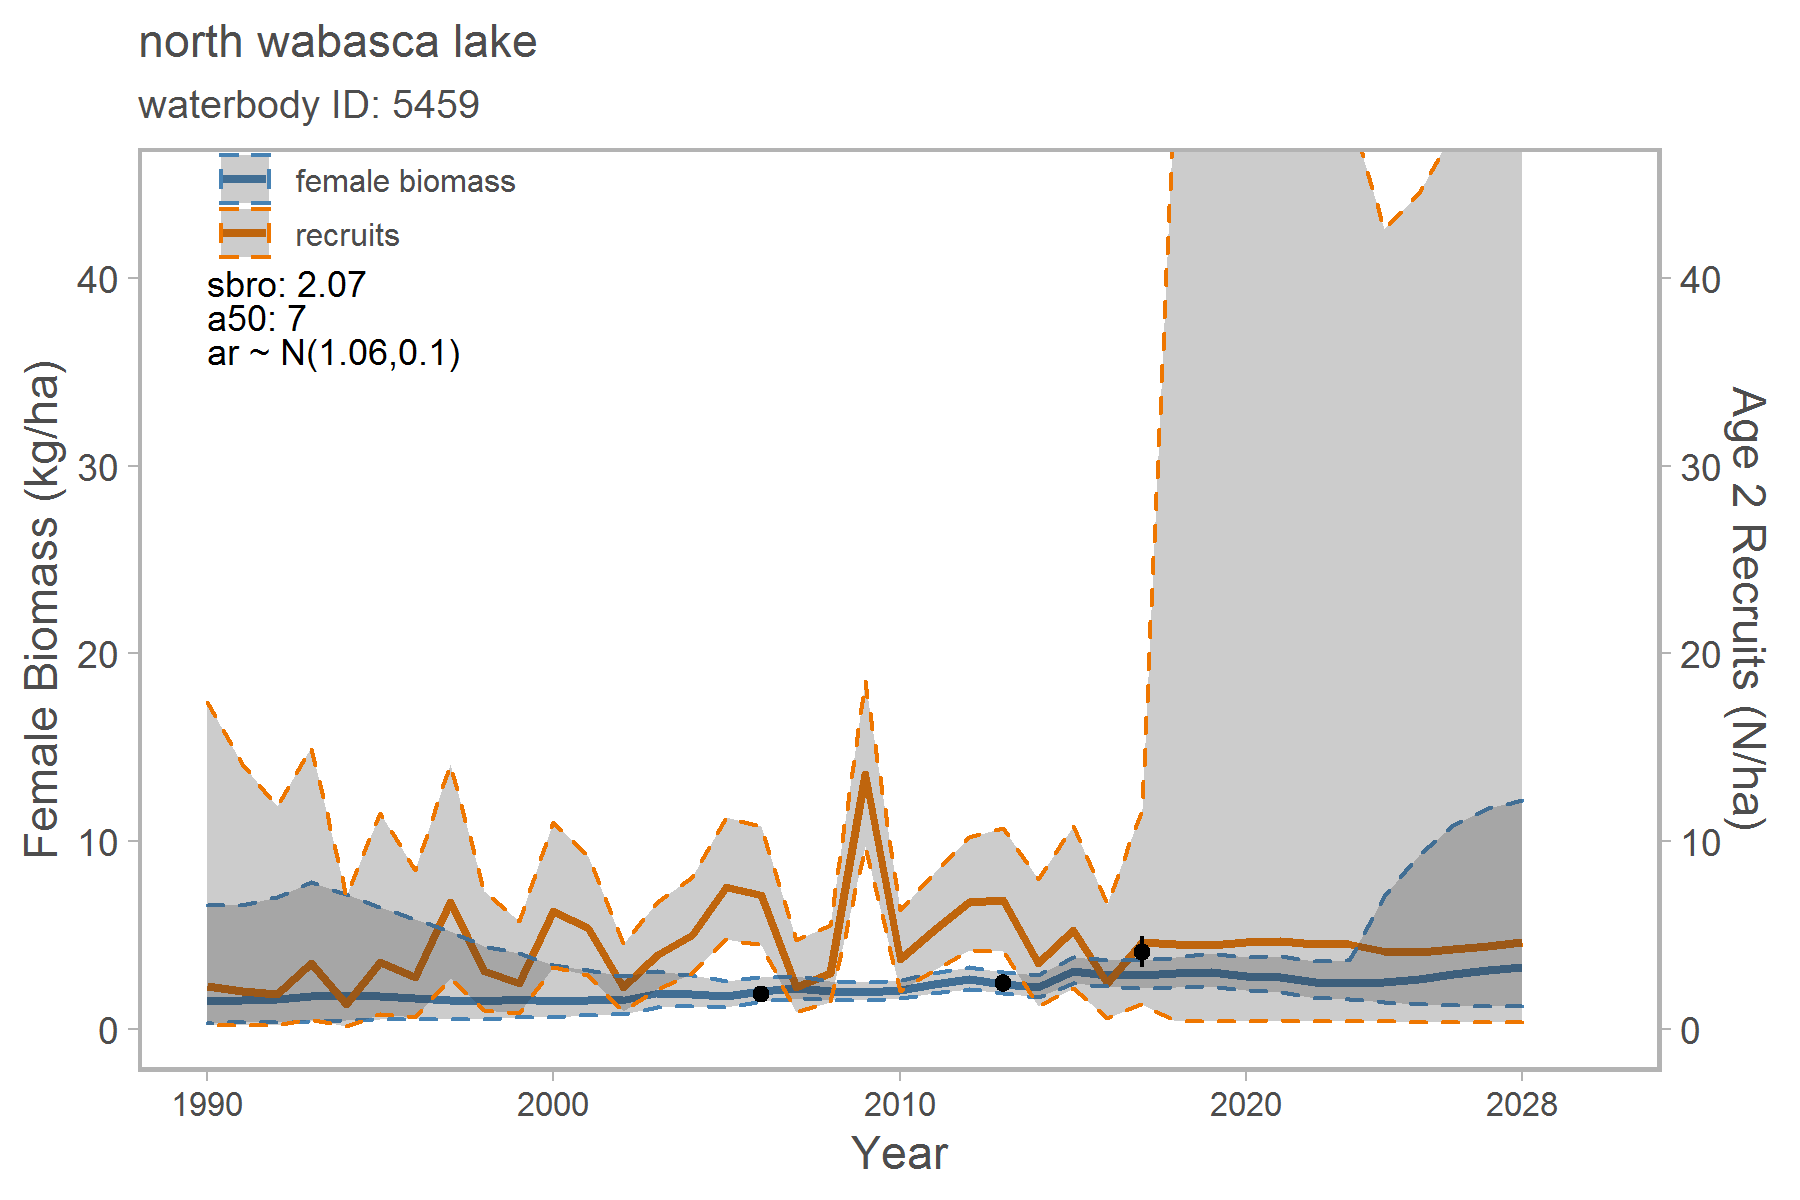 north wabasca lake
waterbody ID: 5459
female biomass
recruits
sbro: 2.07
a50: 7
ar ~ N(1.06,0.1)
Female Biomass (kg/ha)
40
30
20
10
0
40
30
20
10
0
Age 2 Recruits (N/ha)
1990
2000
2010
2020
2028
Year